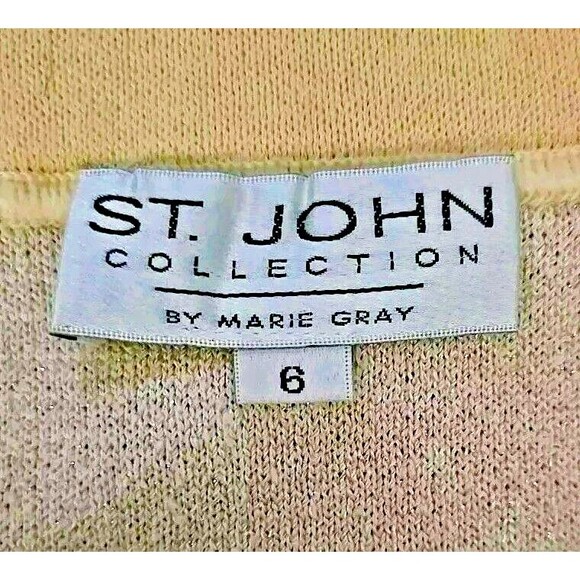 ST. JOHN
COLLECTION
BY MARIE GRAY
6